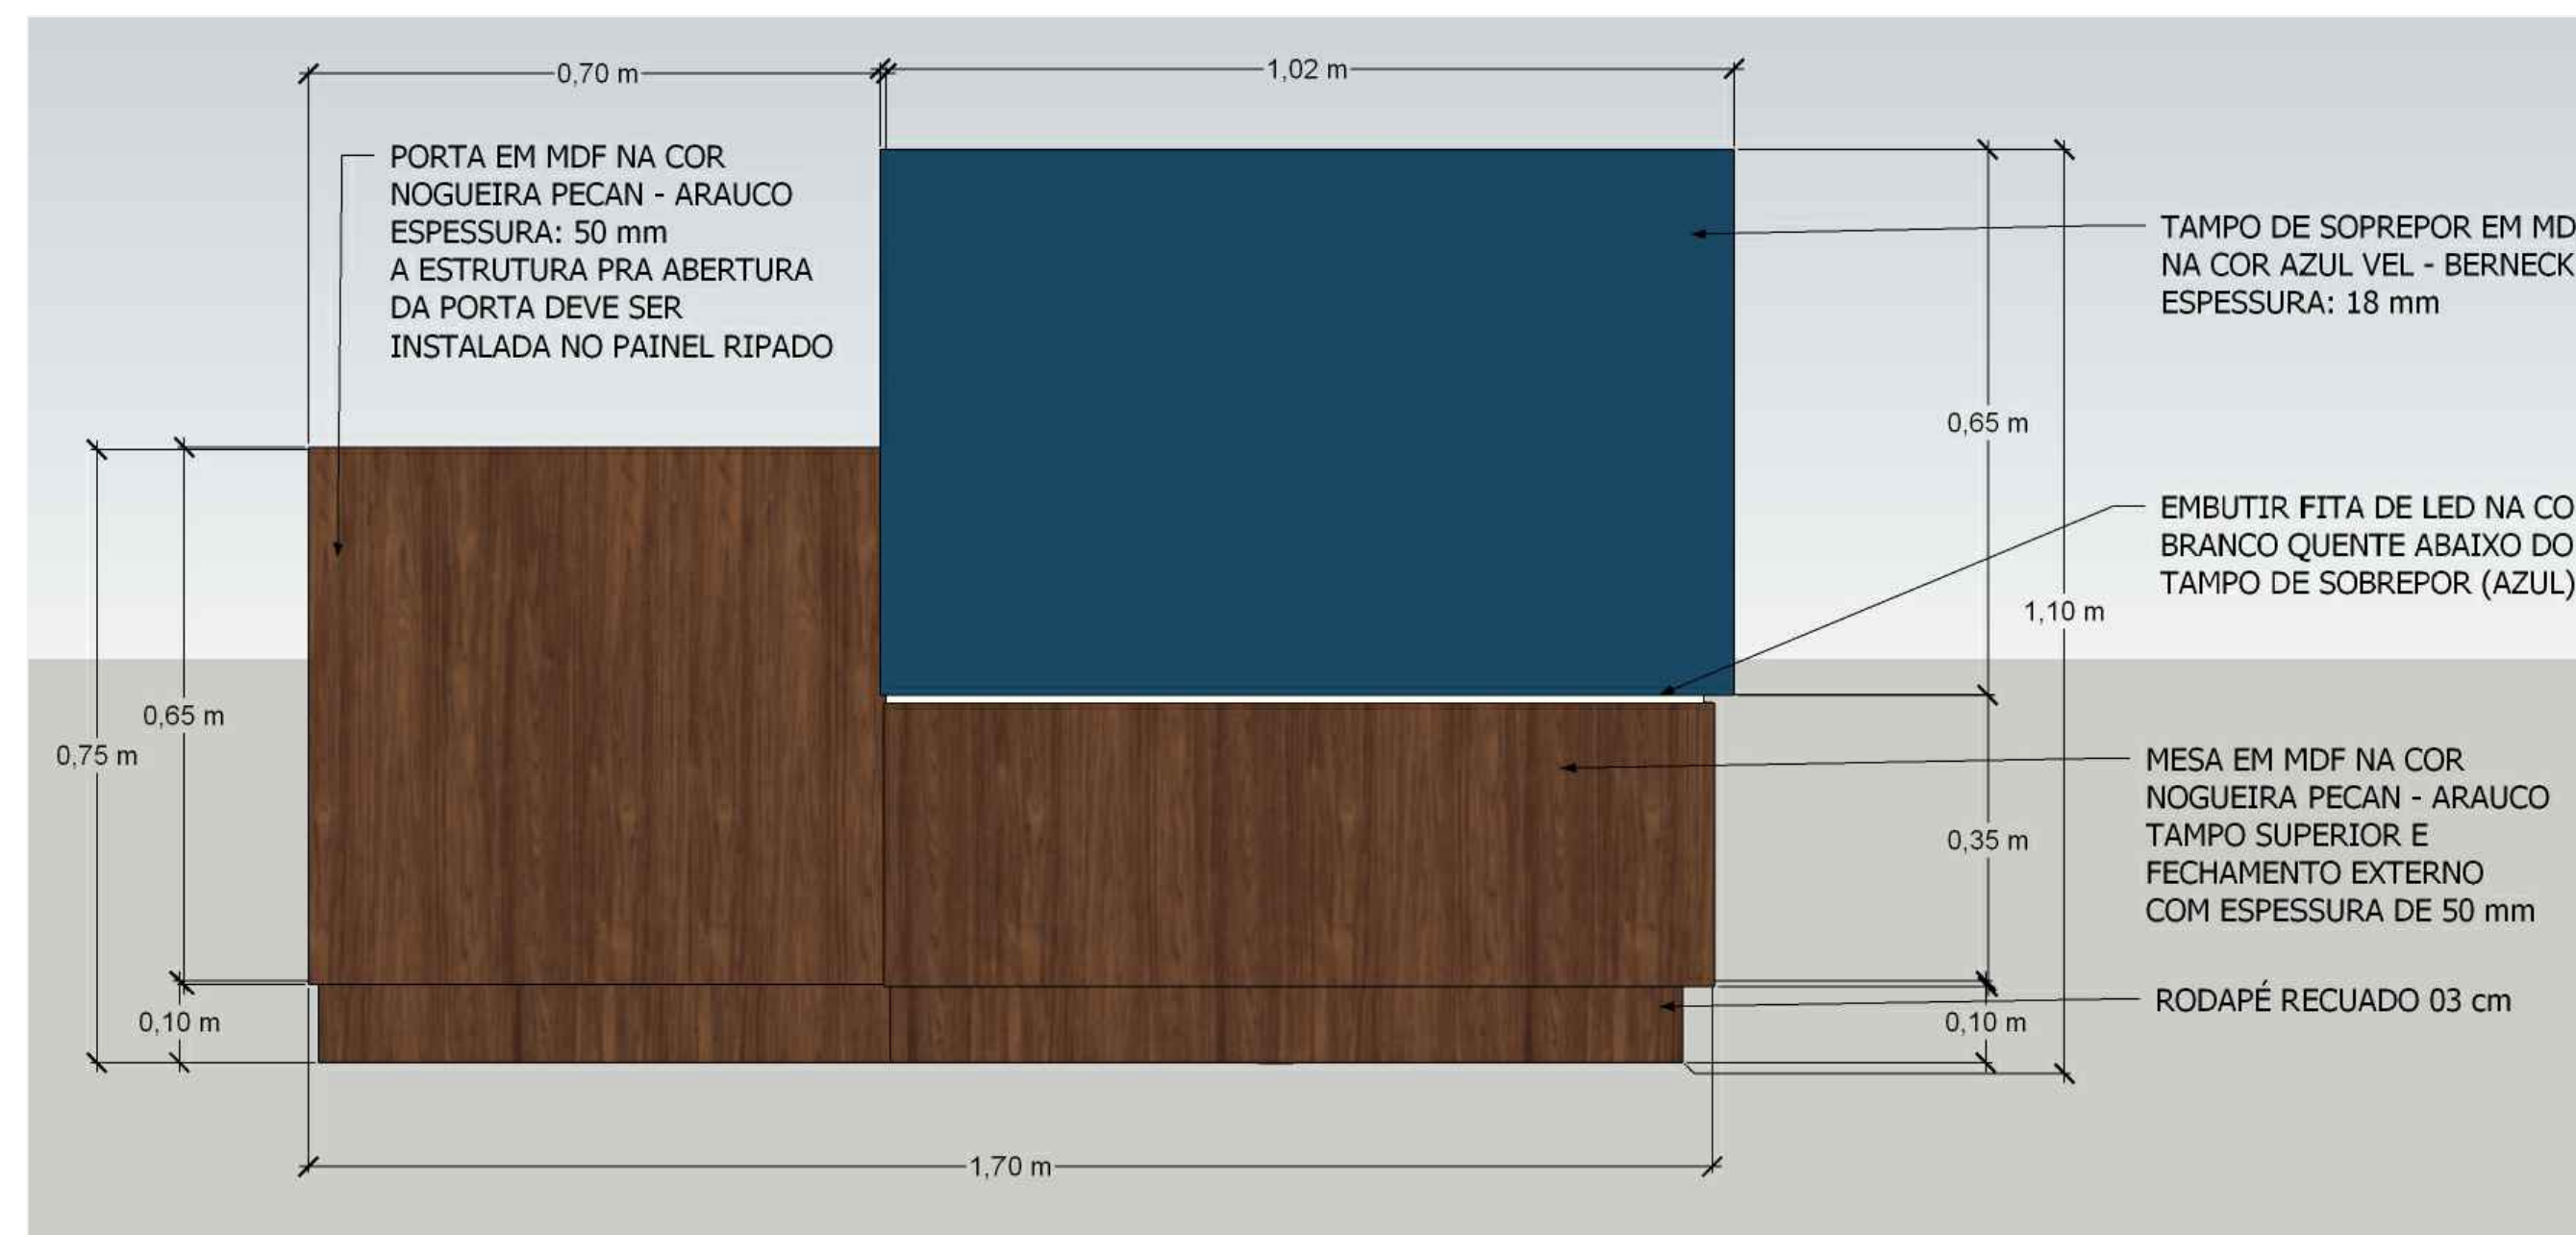 0,70 m
1,02 m
PORTA EM MDF NA COR
NOGUEIRA PECAN - ARAUCO
ESPESSURA: 50 mm
A ESTRUTURA PRA ABERTURA
DA PORTA DEVE SER
INSTALADA NO PAINEL RIPADO
TAMPO DE SOPREPOR EM MD
NA COR AZUL VEL - BERNECK
ESPESSURA: 18 mm
0,65 m
EMBUTIR FITA DE LED NA CO
BRANCO QUENTE ABAIXO DO
TAMPO DE SOBREPOR (AZUL)
1,10 m
0,65 m
0,75 m
MESA EM MDF NA COR
NOGUEIRA PECAN - ARAUCO
TAMPO SUPERIOR E
FECHAMENTO EXTERNO
COM ESPESSURA DE 50 mm
0,35 m
RODAPÉ RECUADO 03 cm
0,10 m
0,10 m
1,70 m